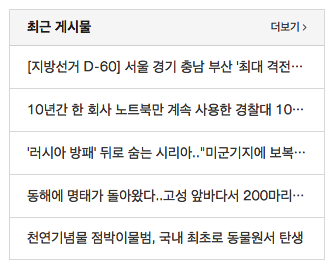 최근 게시물
더보기 >
[지방선거 D-60] 서울 경기 충남 부산 '최대 격전…
10년간 한 회사 노트북만 계속 사용한 경찰대 10…
'러시아 방패' 뒤로 숨는 시리아.."미군기지에 보복…
동해에 명태가 돌아왔다..고성 앞바다서 200마리…
천연기념물 점박이물범, 국내 최초로 동물원서 탄생